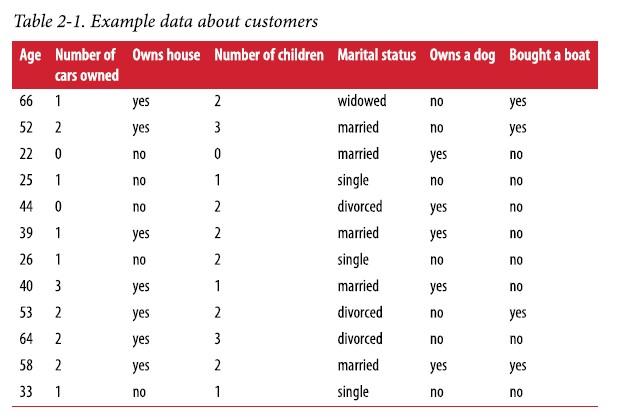 Table 2-1. Example data about customers
Age Number of cars owned Owns house Number of children Marital status Owns a dog Bought a boat
66 1 yes 2 widowed no yes
52 2 yes 3 married no yes
22 0 no 0 married yes no
25 1 no 1 single no no
44 0 no 2 divorced yes no
39 1 yes 2 married yes no
26 1 no 2 single no no
40 3 yes 1 married yes no
53 2 yes 2 divorced no yes
64 2 yes 3 divorced no no
58 2 yes 2 married yes yes
33 1 no 1 single no no